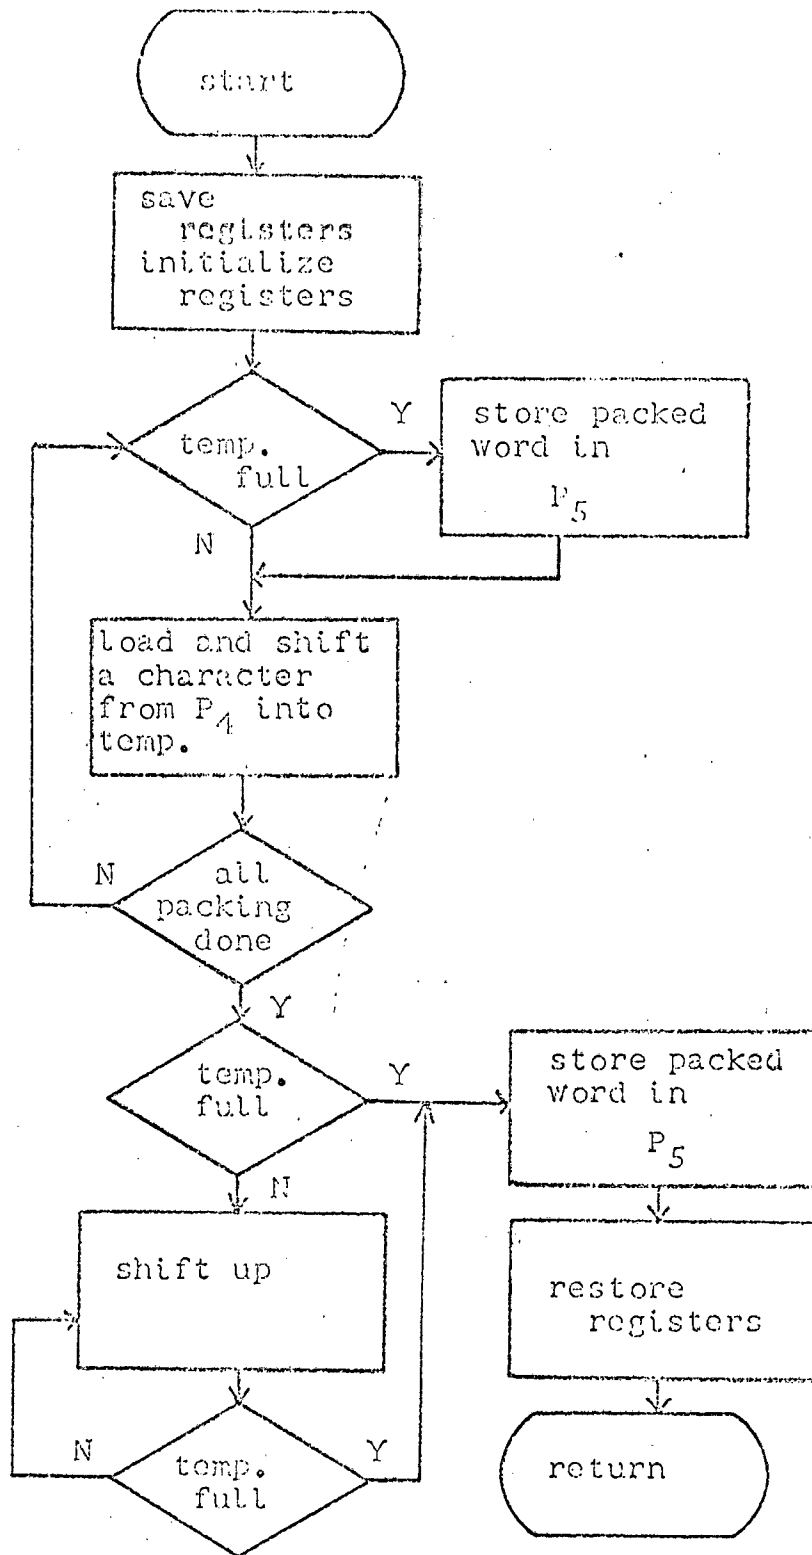 start
save
registers
initialize
registers
temp.
full
Y
store packed
word in
P5
N
load and shift
a character
from P4 into
temp.
N
all
packing
done
Y
temp.
full
Y
store packed
word in
P5
N
shift up
restore
registers
N
temp.
full
Y
return